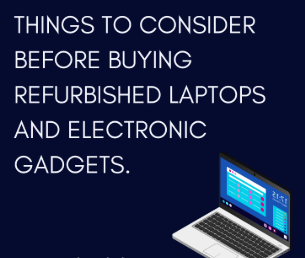 THINGS TO CONSIDER
BEFORE BUYING
REFURBISHED LAPTOPS
AND ELECTRONIC
GADGETS.